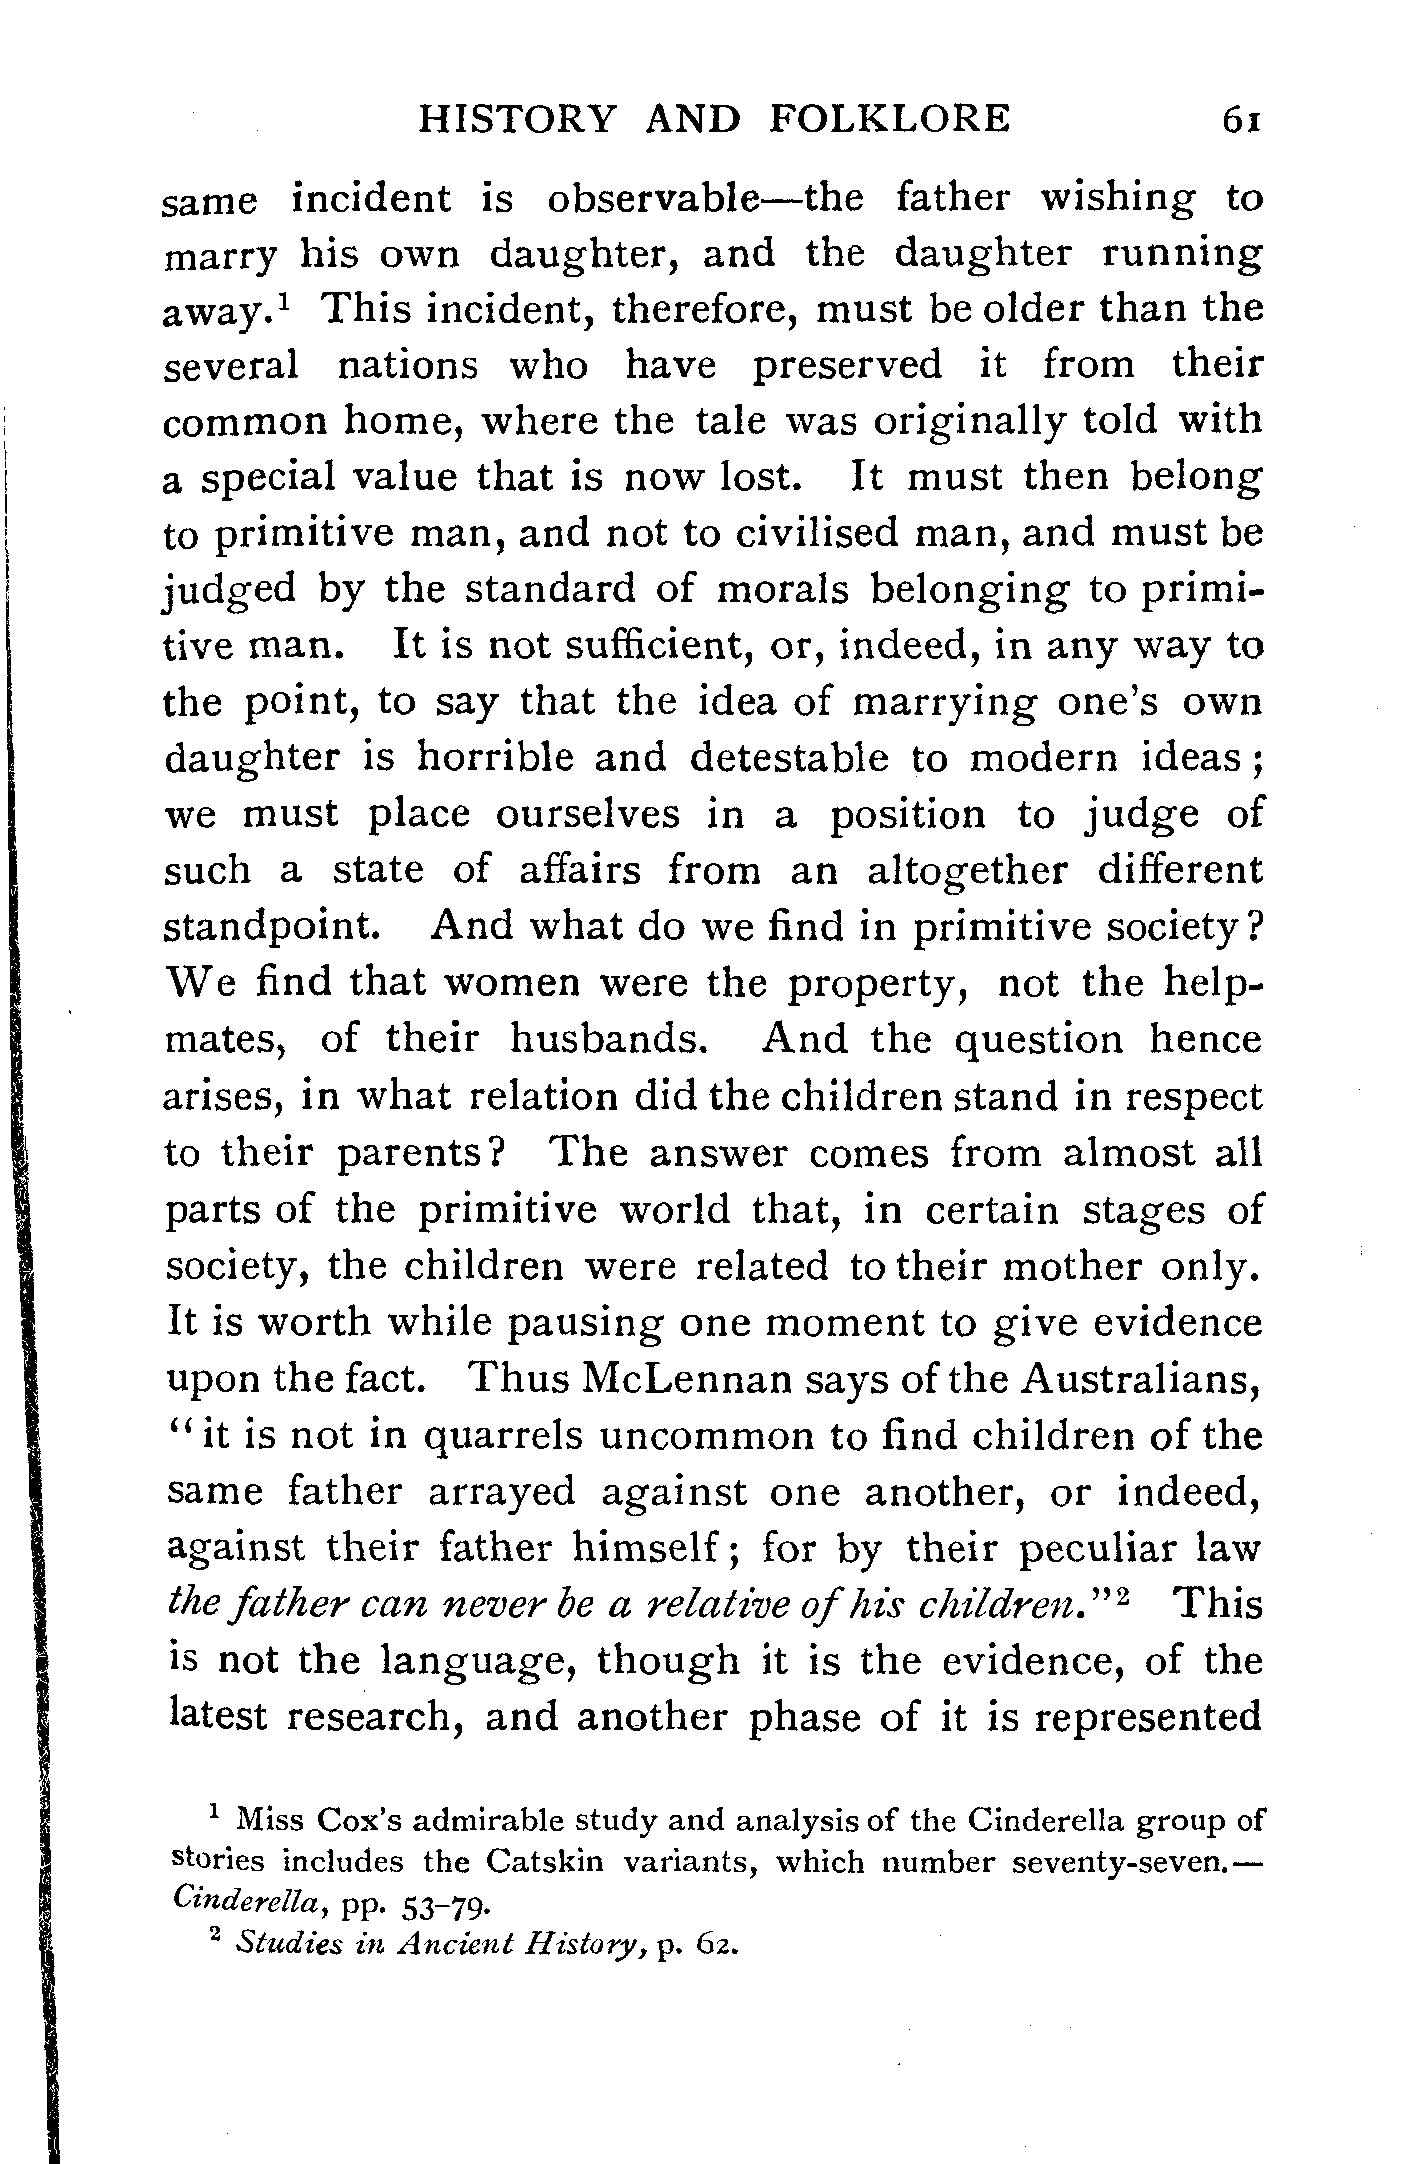 HISTORY AND FOLKLORE 61
same incident is observable—the father wishing to
marry his own daughter, and the daughter running
away.¹ This incident, therefore, must be older than the
several nations who have preserved it from their
common home, where the tale was originally told with
a special value that is now lost. It must then belong
to primitive man, and not to civilised man, and must be
judged by the standard of morals belonging to primi-
tive man. It is not sufficient, or, indeed, in any way to
the point, to say that the idea of marrying one's own
daughter is horrible and detestable to modern ideas;
we must place ourselves in a position to judge of
such a state of affairs from an altogether different
standpoint. And what do we find in primitive society?
We find that women were the property, not the help-
mates, of their husbands. And the question hence
arises, in what relation did the children stand in respect
to their parents? The answer comes from almost all
parts of the primitive world that, in certain stages of
society, the children were related to their mother only.
It is worth while pausing one moment to give evidence
upon the fact. Thus McLennan says of the Australians,
"it is not in quarrels uncommon to find children of the
same father arrayed against one another, or indeed,
against their father himself; for by their peculiar law
the father can never be a relative of his children."² This
is not the language, though it is the evidence, of the
latest research, and another phase of it is represented
¹ Miss Cox's admirable study and analysis of the Cinderella group of
stories includes the Catskin variants, which number seventy-seven.—
Cinderella, pp. 53–79.
² Studies in Ancient History, p. 62.